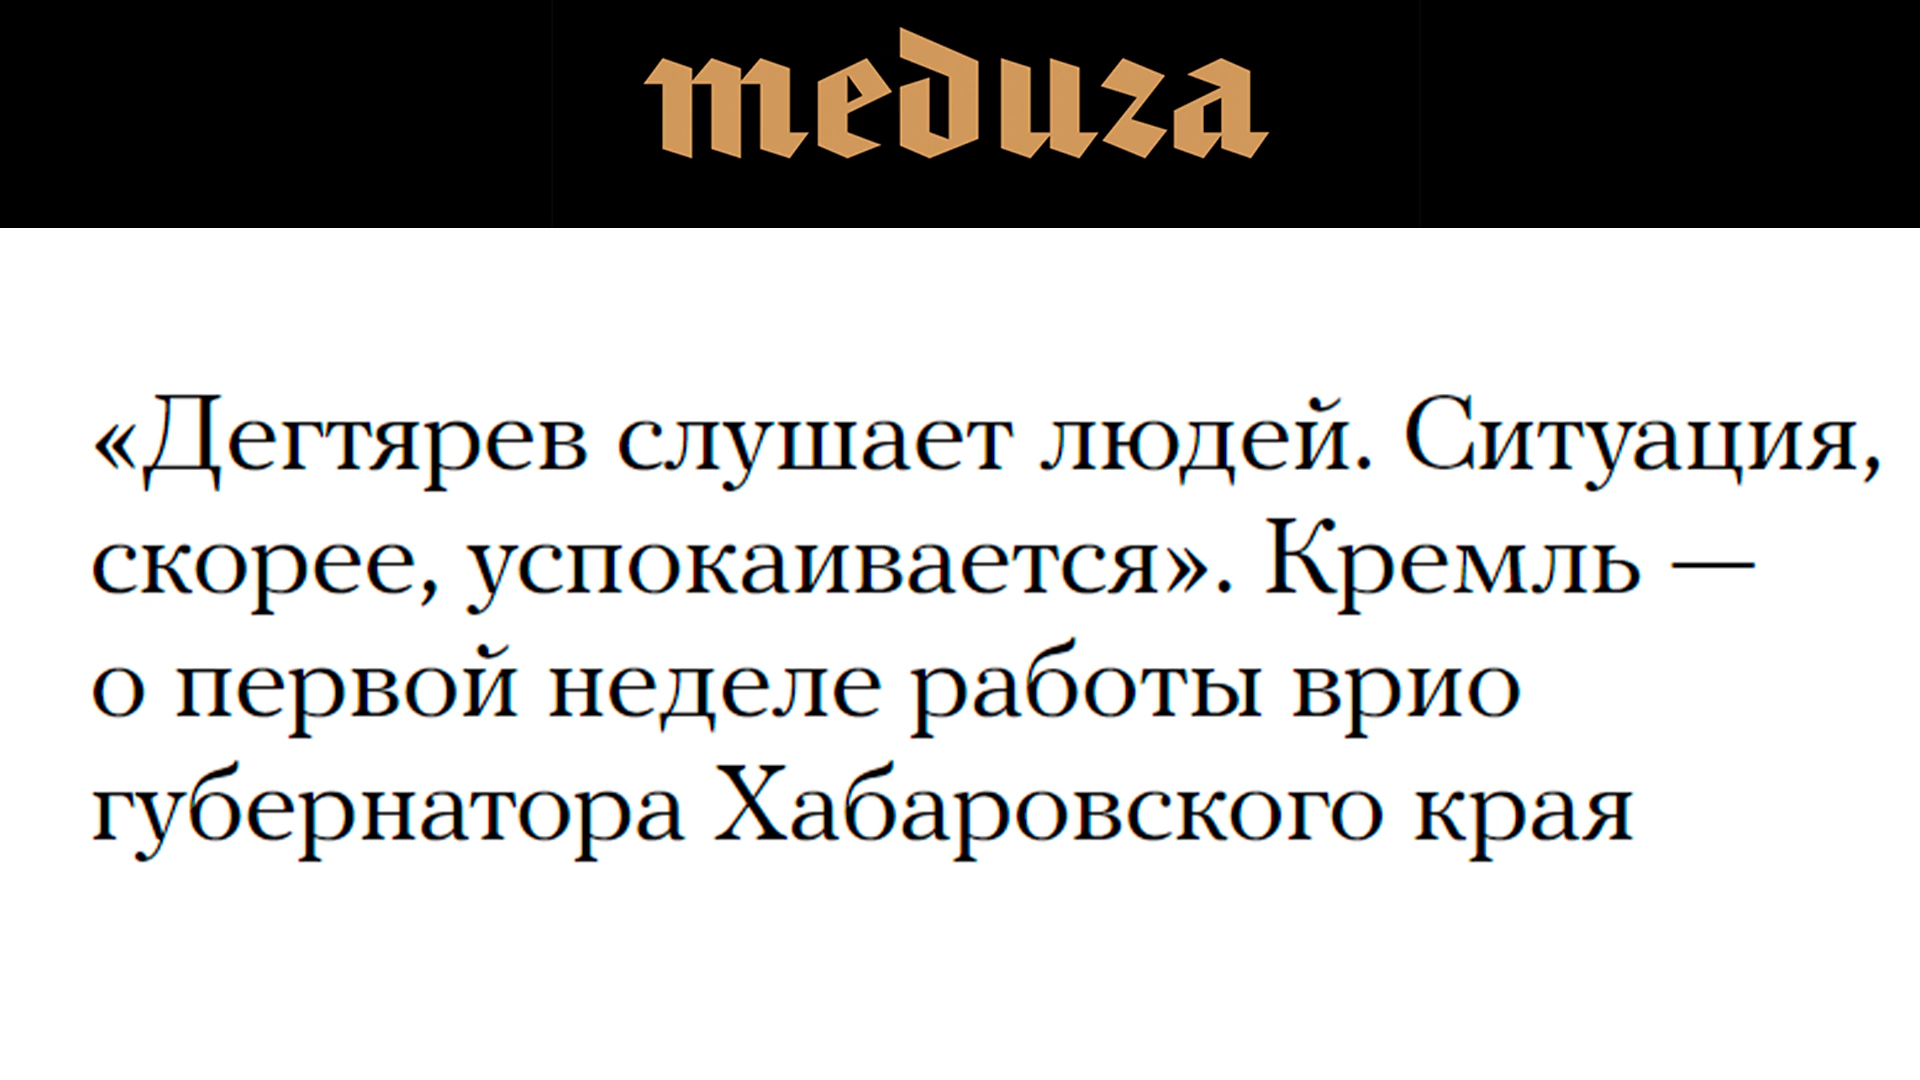 meduza
«Дегтярев слушает людей. Ситуация,
скорее, успокаивается». Кремль —
о первой неделе работы врио
губернатора Хабаровского края